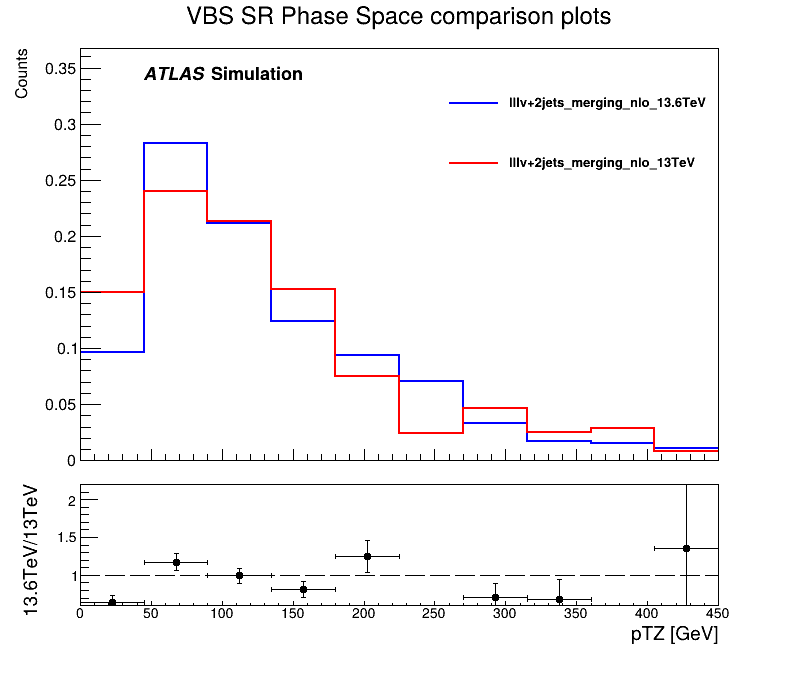 VBS SR Phase Space comparison plots
Counts
ATLAS Simulation
lllv+2jets_merging_nlo_13.6TeV
lllv+2jets_merging_nlo_13TeV
0.35
0.3
0.25
0.2
0.15
0.1
0.05
0
13.6TeV/13TeV
2
1.5
1
0 50 100 150 200 250 300 350 400 450
pTZ [GeV]